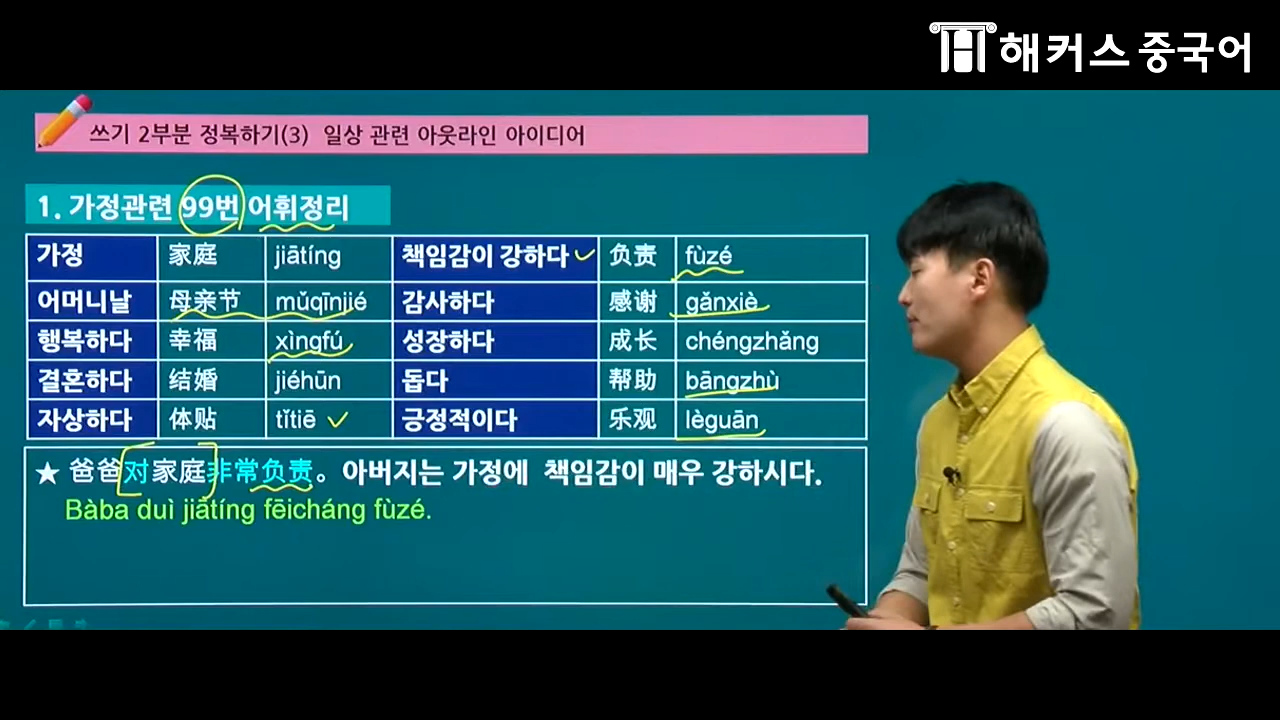 해커스 중국어
쓰기 2부분 정복하기(3) 일상 관련 아웃라인 아이디어
1. 가정관련 99번 어휘정리
가정 家庭 jiātíng 책임감이 강하다 负责 fùzé
어머니날 母亲节 mǔqīnjié 감사하다 感谢 gǎnxiè
행복하다 幸福 xìngfú 성장하다 成长 chéngzhǎng
결혼하다 结婚 jiéhūn 돕다 帮助 bāngzhù
자상하다 体贴 tǐtiē 긍정적이다 乐观 lèguān
★ 爸爸对家庭非常负责。아버지는 가정에 책임감이 매우 강하시다.
Bàba duì jiātíng fēicháng fùzé.